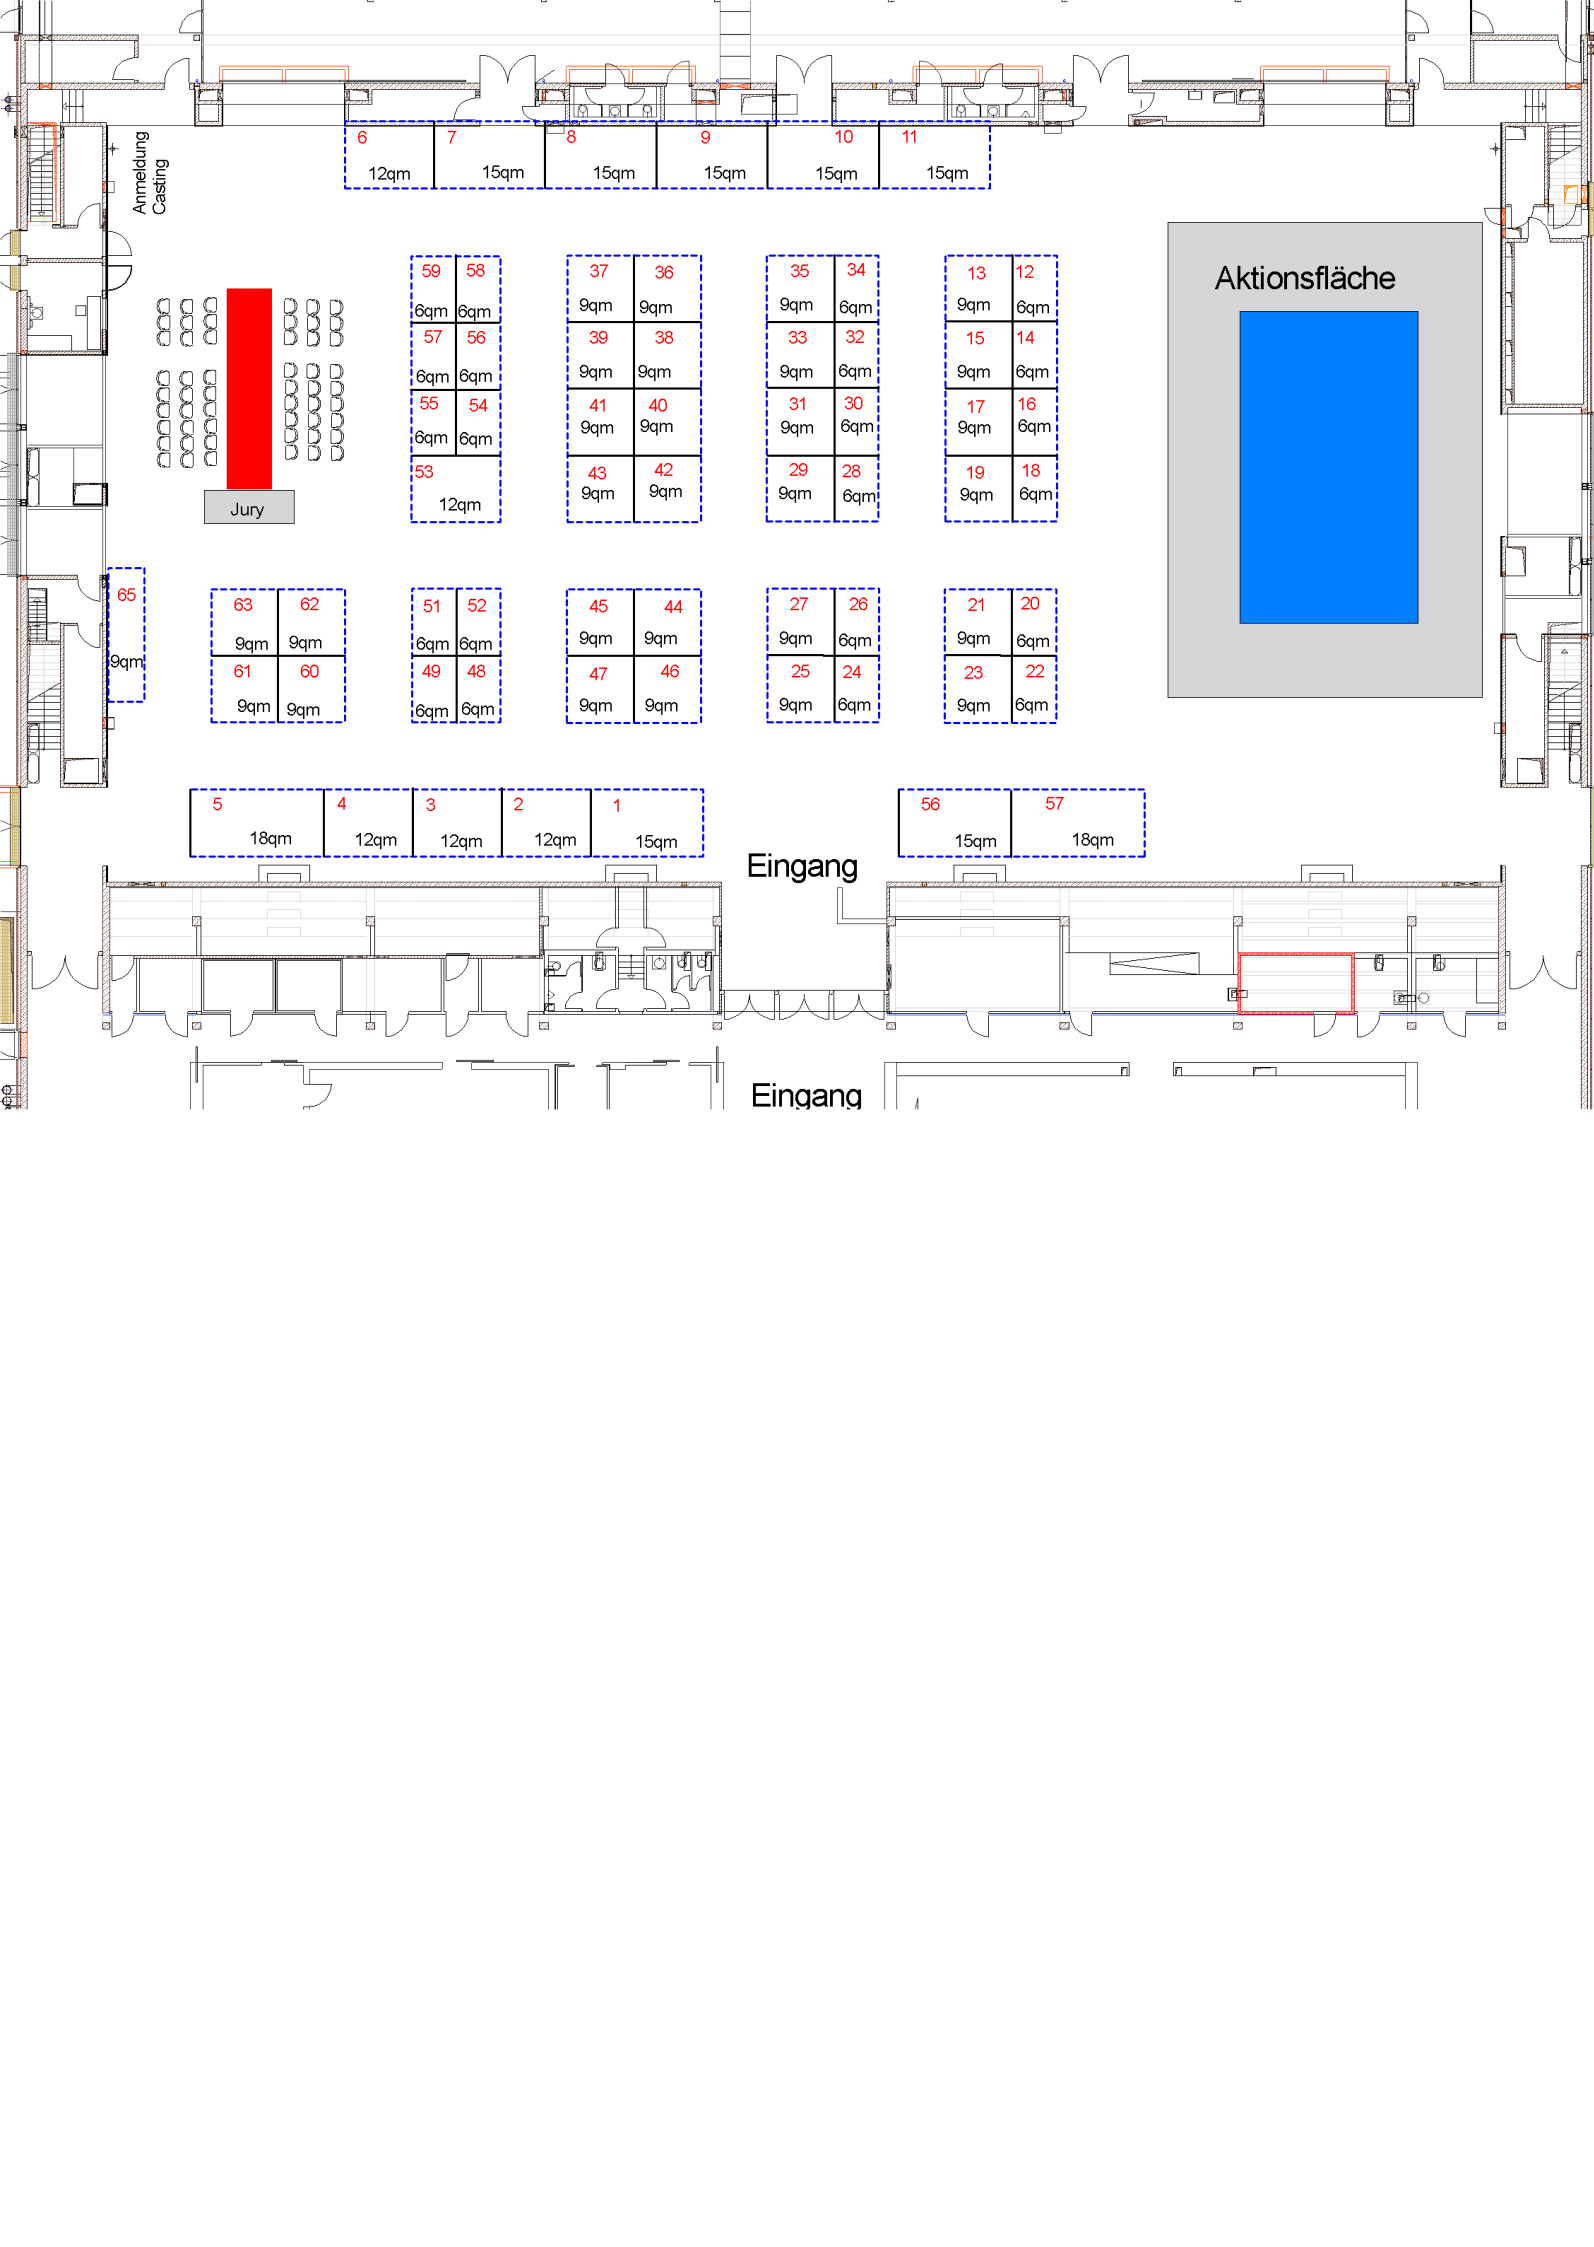 Anmeldung
Casting
6 7 8 9 10 11
12qm 15qm 15qm 15qm 15qm 15qm
59 58 37 36 35 34 13 12
6qm 6qm 9qm 9qm 9qm 6qm 9qm 6qm
Aktionsfläche
57 56 39 38 33 32 15 14
6qm 6qm 9qm 9qm 9qm 6qm 9qm 6qm
55 54 41 40 31 30 17 16
6qm 6qm 9qm 9qm 9qm 6qm 9qm 6qm
53 43 42 29 28 19 18
12qm 9qm 9qm 9qm 6qm 9qm 6qm
Jury
65 63 62 51 52 45 44 27 26 21 20
9qm 9qm 6qm 6qm 9qm 9qm 9qm 6qm 9qm 6qm
9qm 61 60 49 48 47 46 25 24 23 22
9qm 9qm 6qm 6qm 9qm 9qm 9qm 6qm 9qm 6qm
5 4 3 2 1 56 57
18qm 12qm 12qm 12qm 15qm 15qm 18qm
Eingang
Eingang